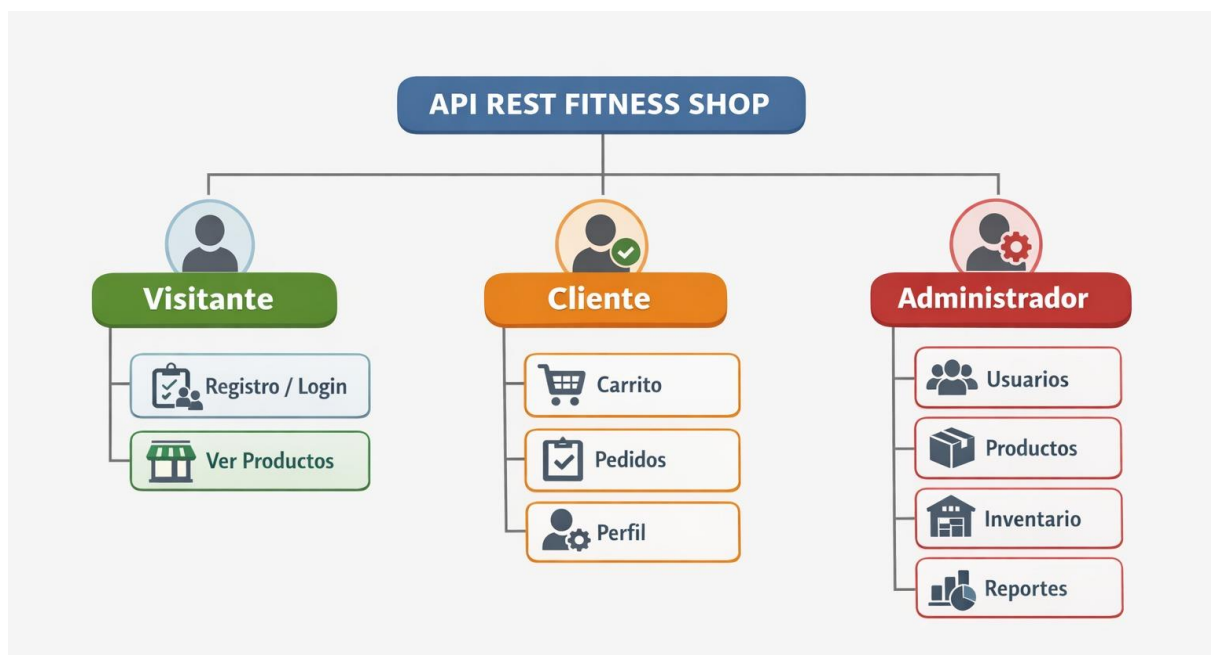 API REST FITNESS SHOP
Visitante
Registro / Login
Ver Productos
Cliente
Carrito
Pedidos
Perfil
Administrador
Usuarios
Productos
Inventario
Reportes